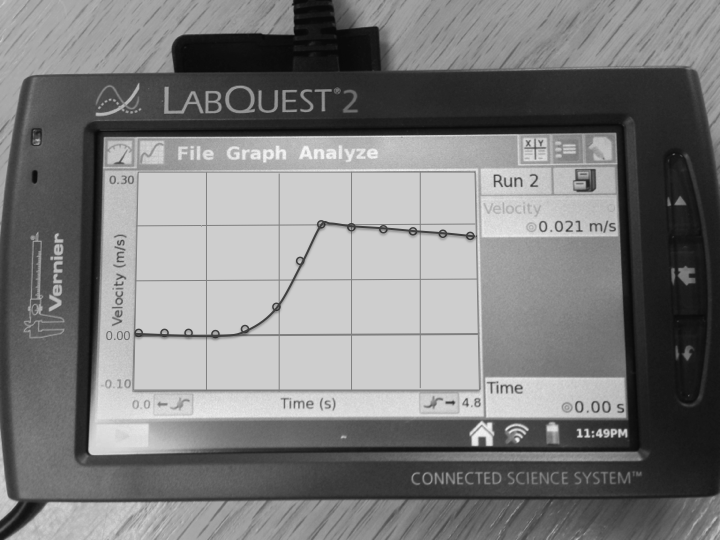 LABQUEST®2
Vernier
File Graph Analyze
X Y
Run 2
0.30
Velocity
0.021 m/s
Velocity (m/s)
0.00
-0.10
Time
0.00 s
0.0
Time (s)
4.8
11:49PM
CONNECTED SCIENCE SYSTEM™